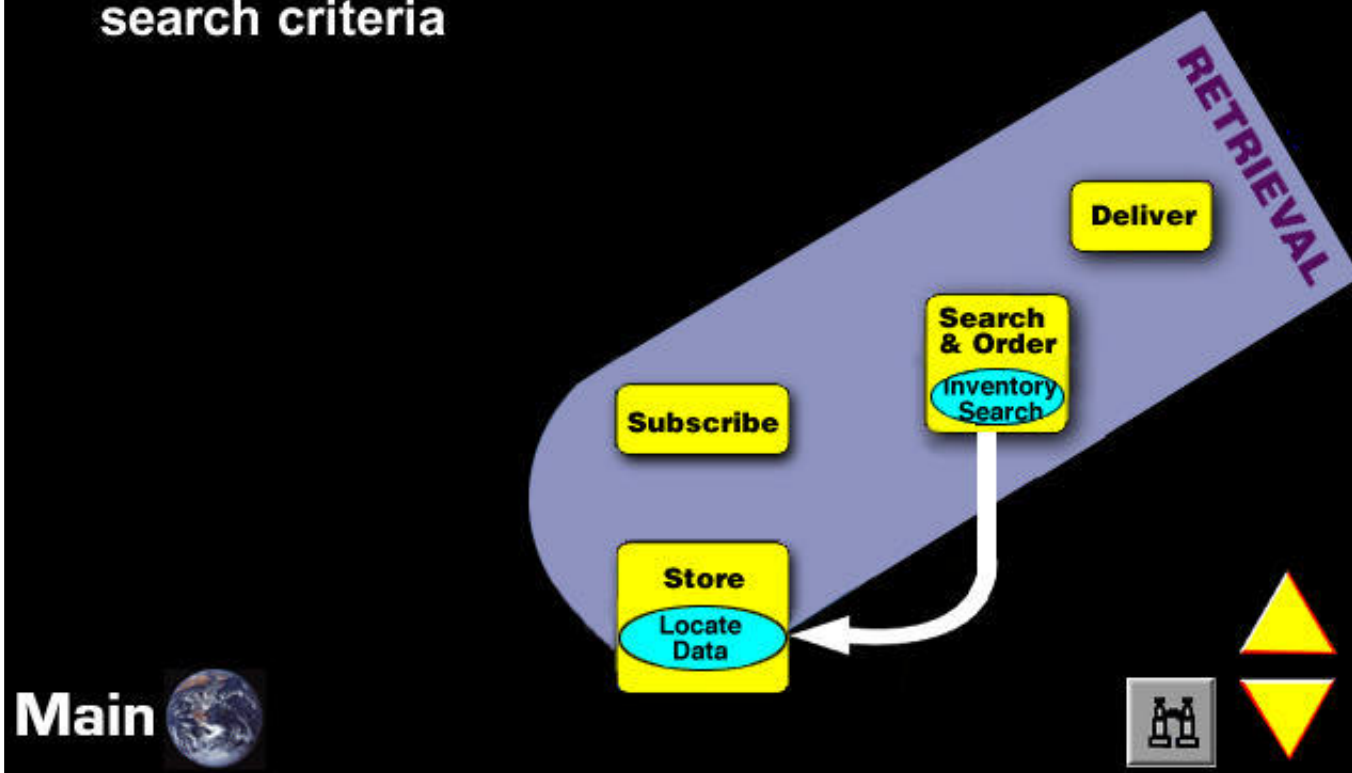 search criteria
RETRIEVAL
Deliver
Search
& Order
Inventory
Search
Subscribe
Store
Locate
Data
Main